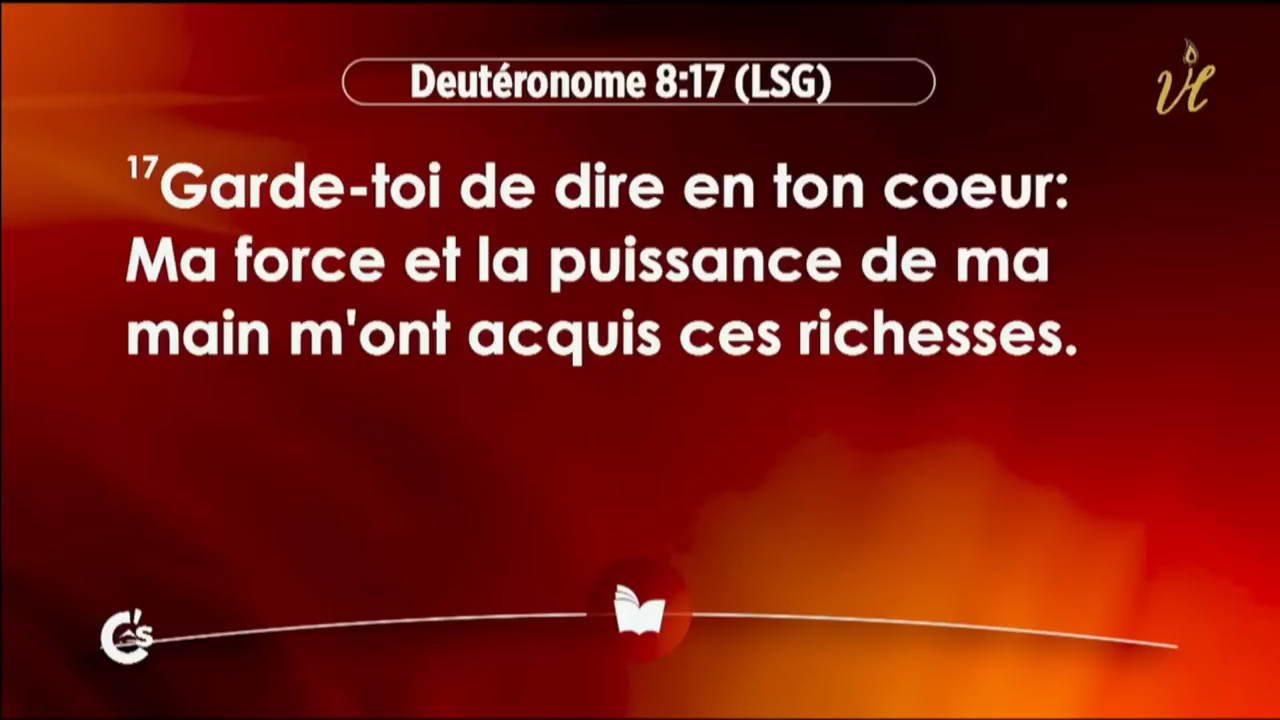 Deutéronome 8:17 (LSG)
17Garde-toi de dire en ton coeur:
Ma force et la puissance de ma
main m'ont acquis ces richesses.